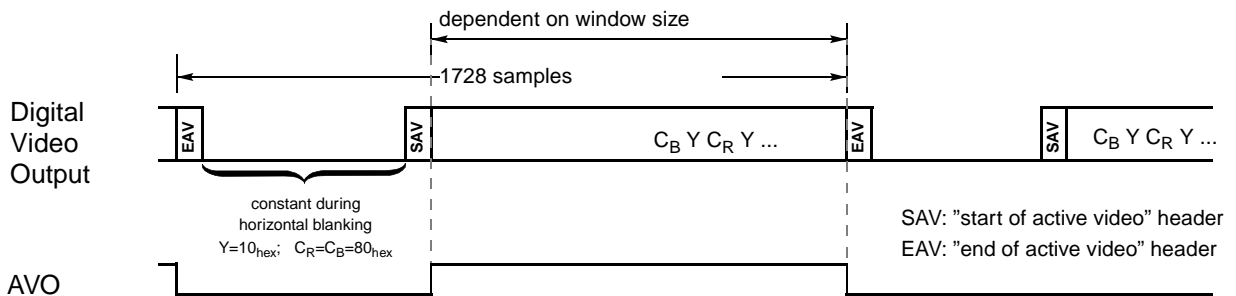 dependent on window size
1728 samples
Digital
Video
Output
EAV
SAV
C_B Y C_R Y ...
EAV
SAV
C_B Y C_R Y ...
constant during
horizontal blanking
Y=10_hex;   C_R=C_B=80_hex
SAV: ”start of active video” header
EAV: ”end of active video” header
AVO